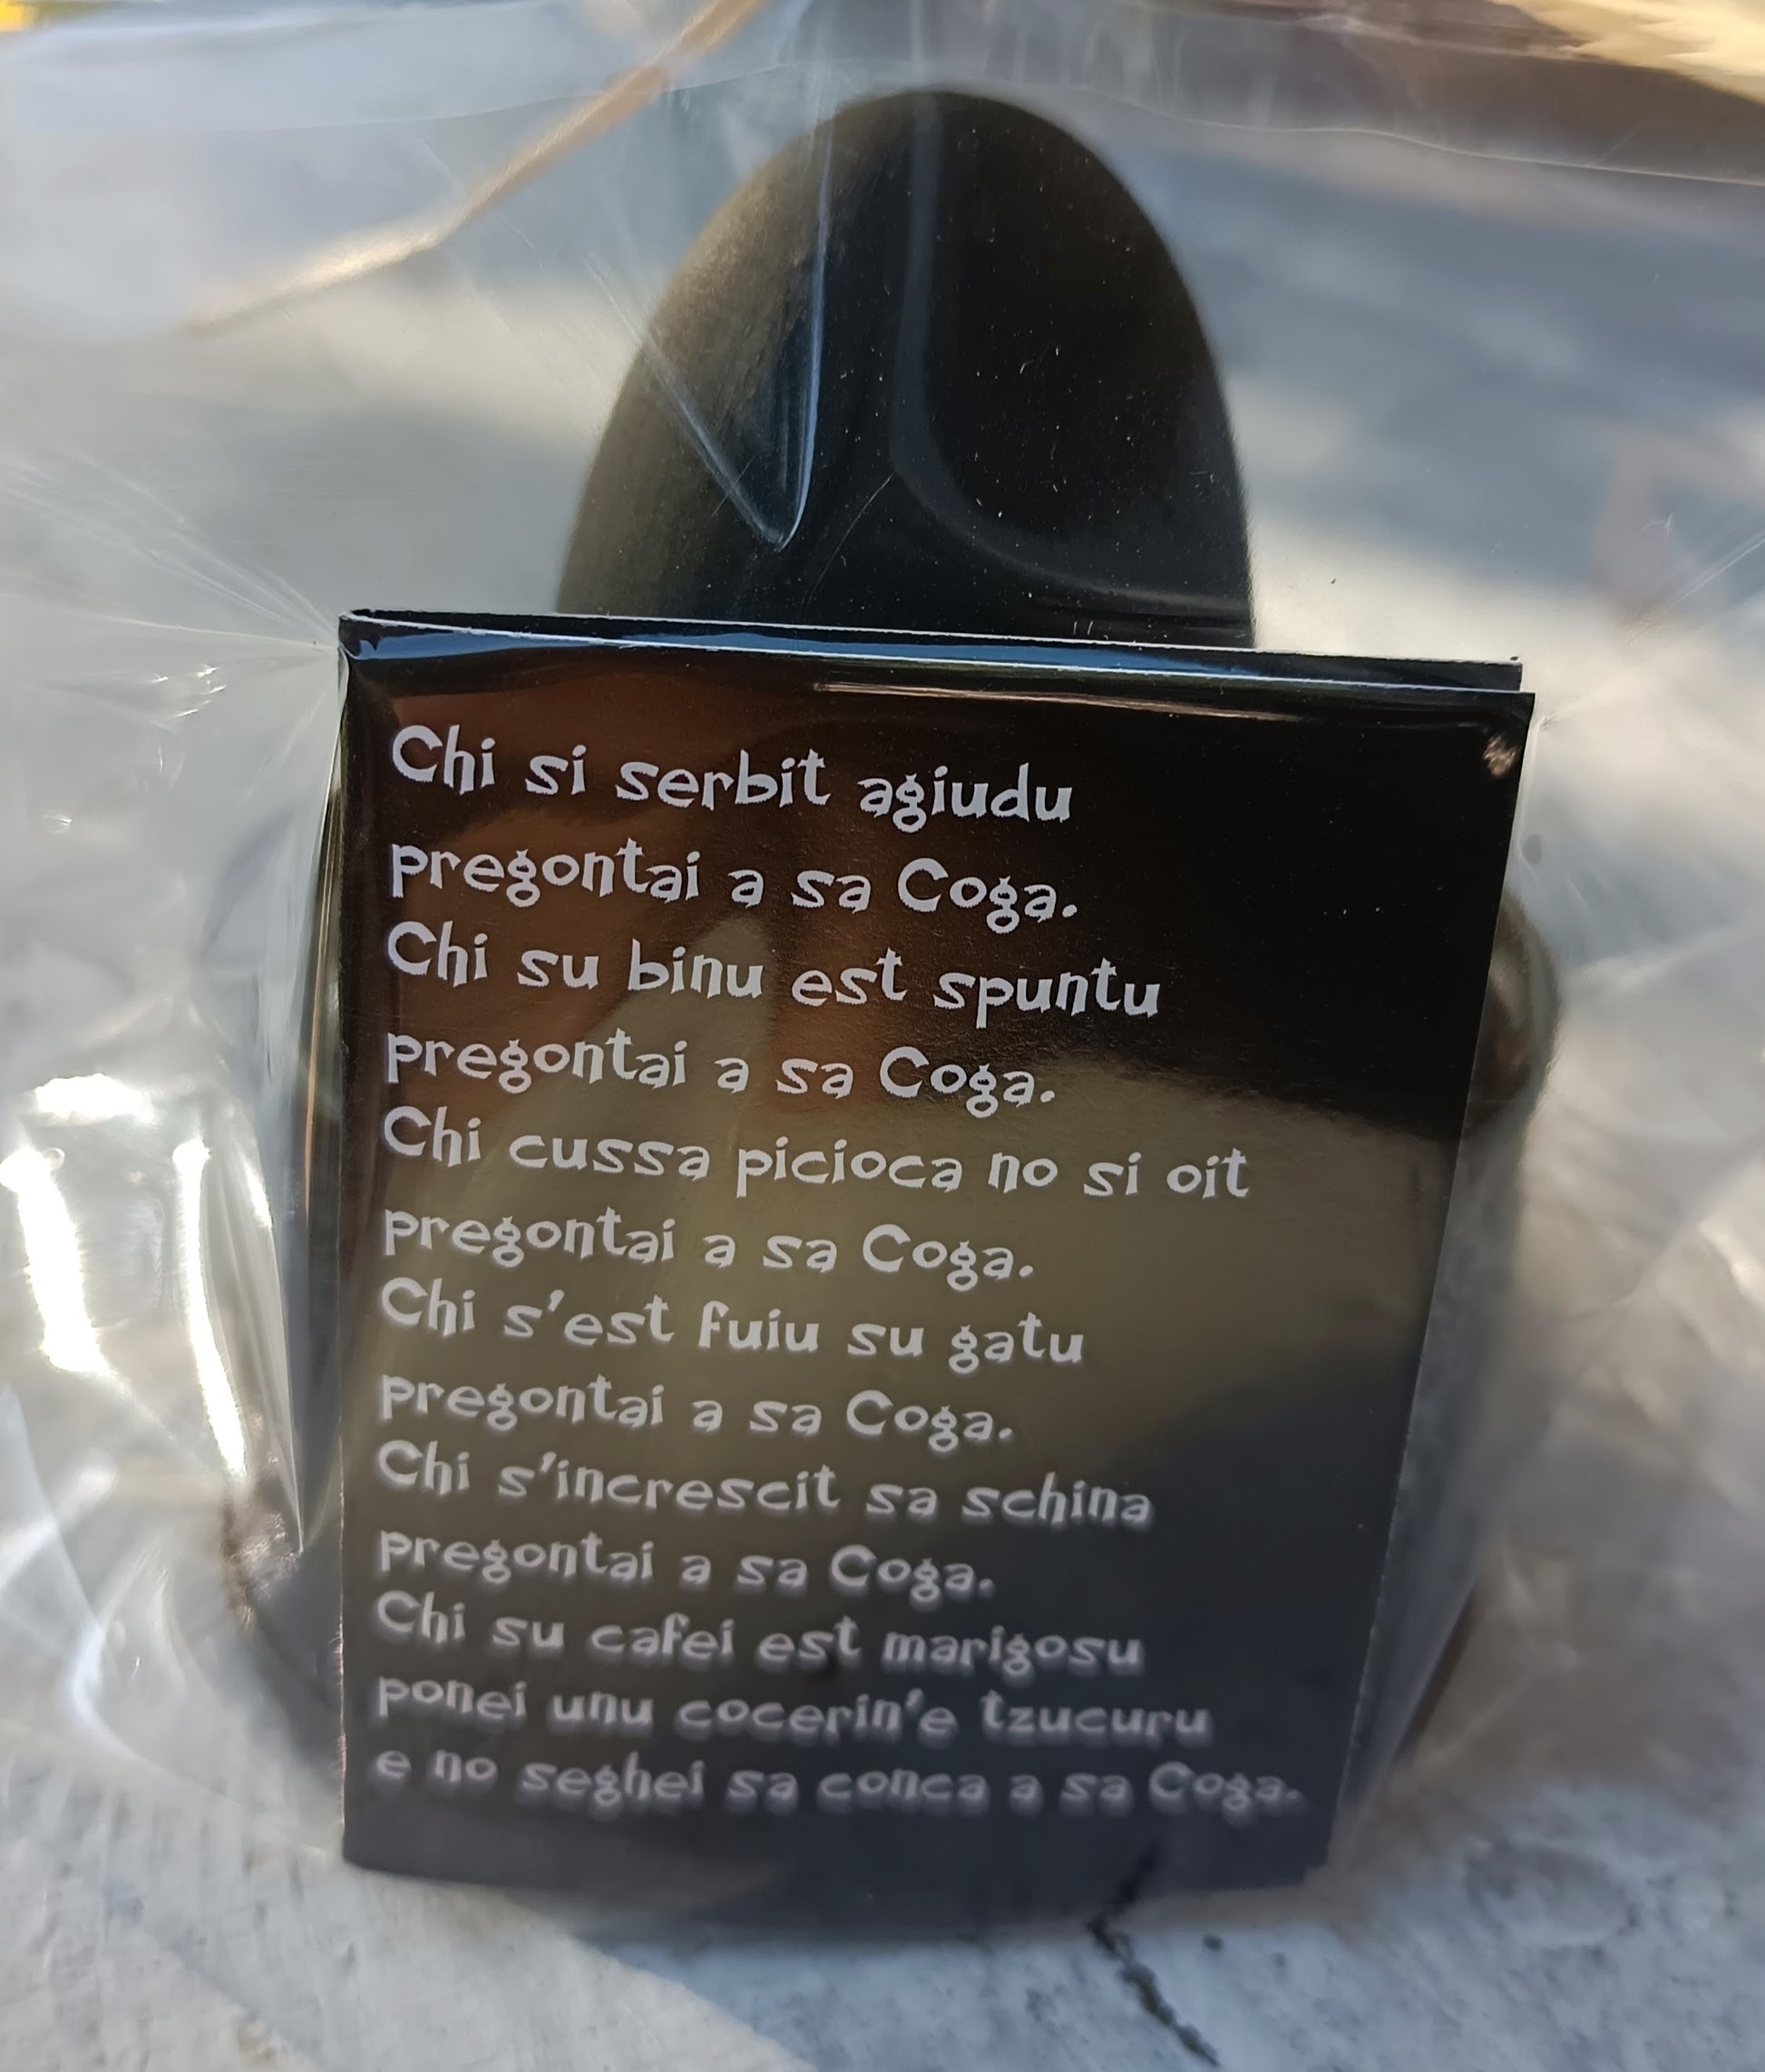 Chi si serbit agiudu
pregontai a sa Coga.
Chi su binu est spuntu
pregontai a sa Coga.
Chi cussa picioca no si oit
pregontai a sa Coga.
Chi s'est fuiu su gatu
pregontai a sa Coga.
Chi s'increscit sa schina
pregontai a sa Coga.
Chi su cafei est marigosu
ponei unu cocerin'e tzucuru
e no seghei sa conca a sa Coga.